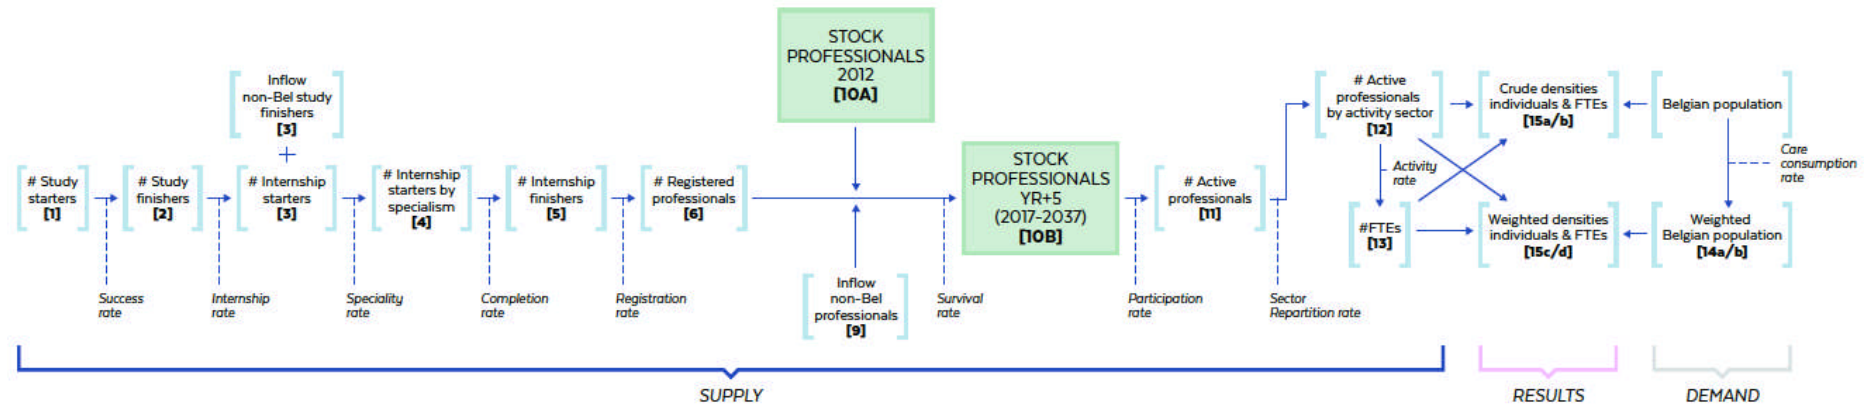 STOCK
PROFESSIONALS
2012
[10A]
Inflow
non-Bel study
finishers
[3]
+
# Study
starters
[1]
# Study
finishers
[2]
# Internship
starters
[3]
# Internship
starters by
specialism
[4]
# Internship
finishers
[5]
# Registered
professionals
[6]
STOCK
PROFESSIONALS
YR+5
(2017-2037)
[10B]
# Active
professionals
[11]
# Active
professionals
by activity sector
[12]
Crude densities
individuals & FTEs
[15a/b]
Belgian population
Activity
rate
Care
consumption
rate
#FTEs
[13]
Weighted densities
individuals & FTEs
[15c/d]
Weighted
Belgian population
[14a/b]
Inflow
non-Bel
professionals
[9]
Success
rate
Internship
rate
Speciality
rate
Completion
rate
Registration
rate
Survival
rate
Participation
rate
Sector
Repartition rate
SUPPLY
RESULTS
DEMAND